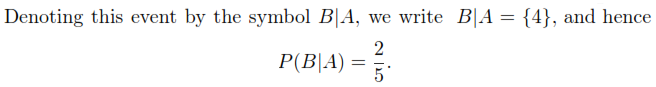 Denoting this event by the symbol B|A, we write B|A = {4}, and hence
P(B|A) = 2/5.